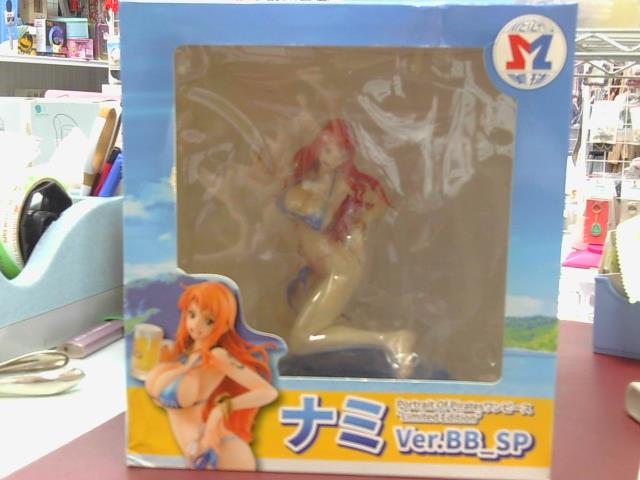 M
ナミ
Portrait Of Piratesワンピース
"Limited Edition"
Ver.BB_SP